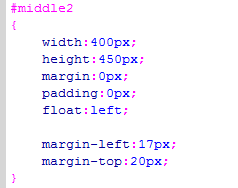 #middle2
{
width:400px;
height:450px;
margin:0px;
padding:0px;
float:left;
margin-left:17px;
margin-top:20px;
}